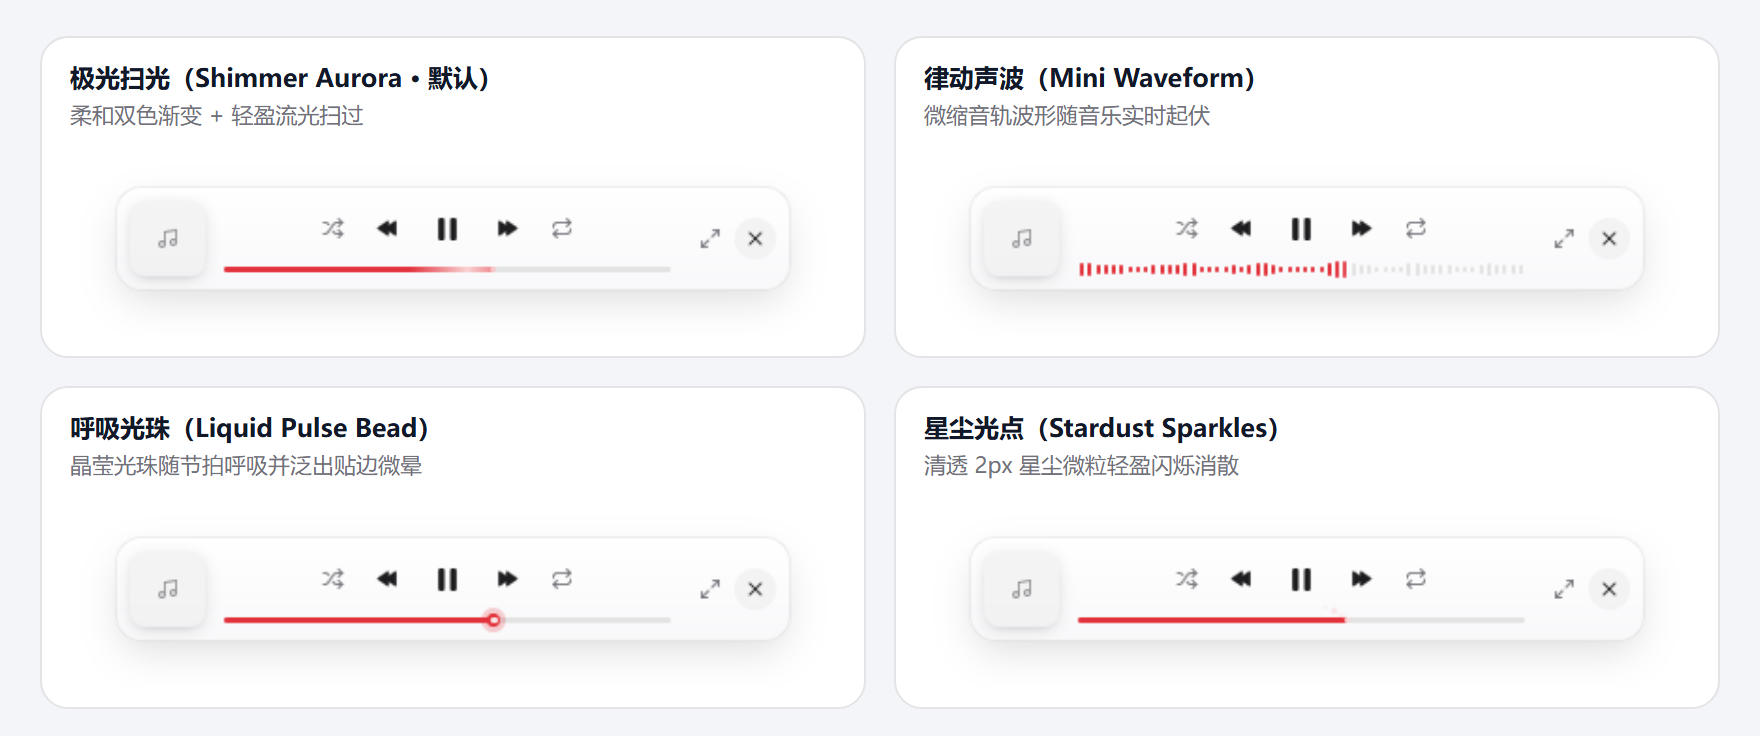 极光扫光（Shimmer Aurora • 默认）
柔和双色渐变 + 轻盈流光扫过
律动声波（Mini Waveform）
微缩音轨波形随音乐实时起伏
呼吸光珠（Liquid Pulse Bead）
晶莹光珠随节拍呼吸并泛出贴边微晕
星尘光点（Stardust Sparkles）
清透 2px 星尘微粒轻盈闪烁消散